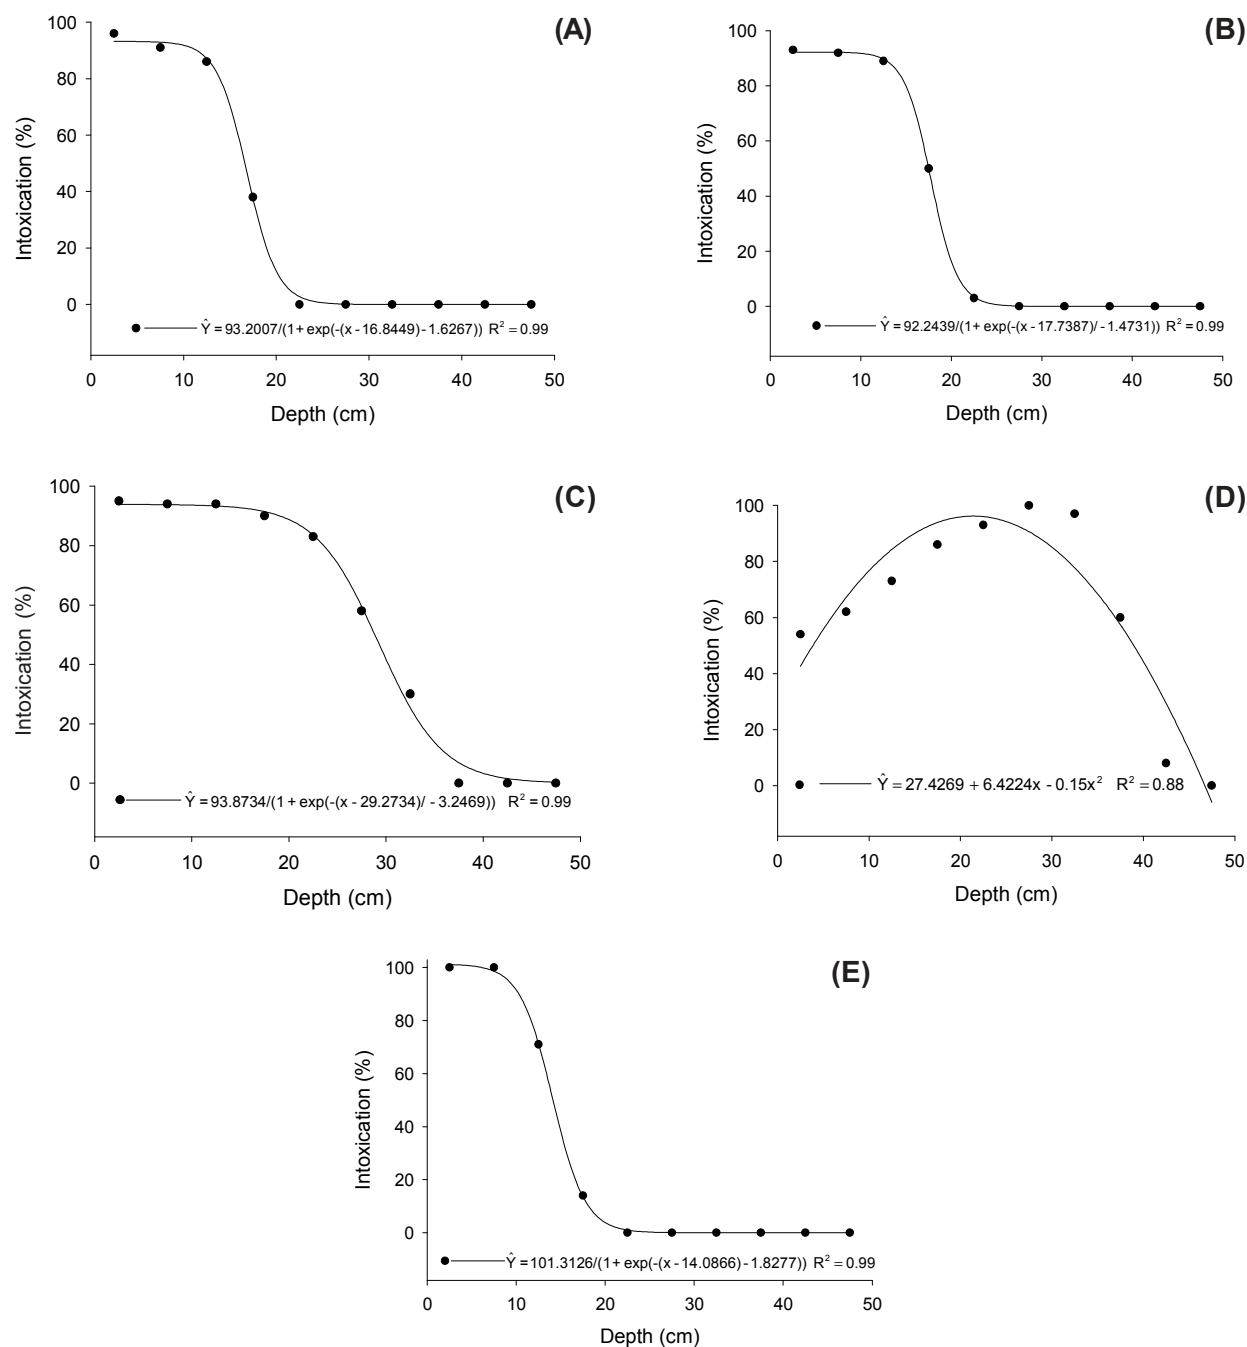 (A)
Intoxication (%)
100
80
60
40
20
0
Ŷ = 93.2007/(1+ exp(-(x - 16.8449) - 1.6267)) R² = 0.99
0 10 20 30 40 50
Depth (cm)
(B)
Intoxication (%)
100
80
60
40
20
0
Ŷ = 92.2439/(1+ exp(-(x - 17.7387)/ - 1.4731)) R² = 0.99
0 10 20 30 40 50
Depth (cm)
(C)
Intoxication (%)
100
80
60
40
20
0
Ŷ = 93.8734/(1 + exp(-(x - 29.2734)/ - 3.2469)) R² = 0.99
0 10 20 30 40 50
Depth (cm)
(D)
Intoxication (%)
100
80
60
40
20
0
Ŷ = 27.4269 + 6.4224x - 0.15x² R² = 0.88
0 10 20 30 40 50
Depth (cm)
(E)
Intoxication (%)
100
80
60
40
20
0
Ŷ = 101.3126/(1+ exp(-(x - 14.0866) - 1.8277)) R² = 0.99
0 10 20 30 40 50
Depth (cm)